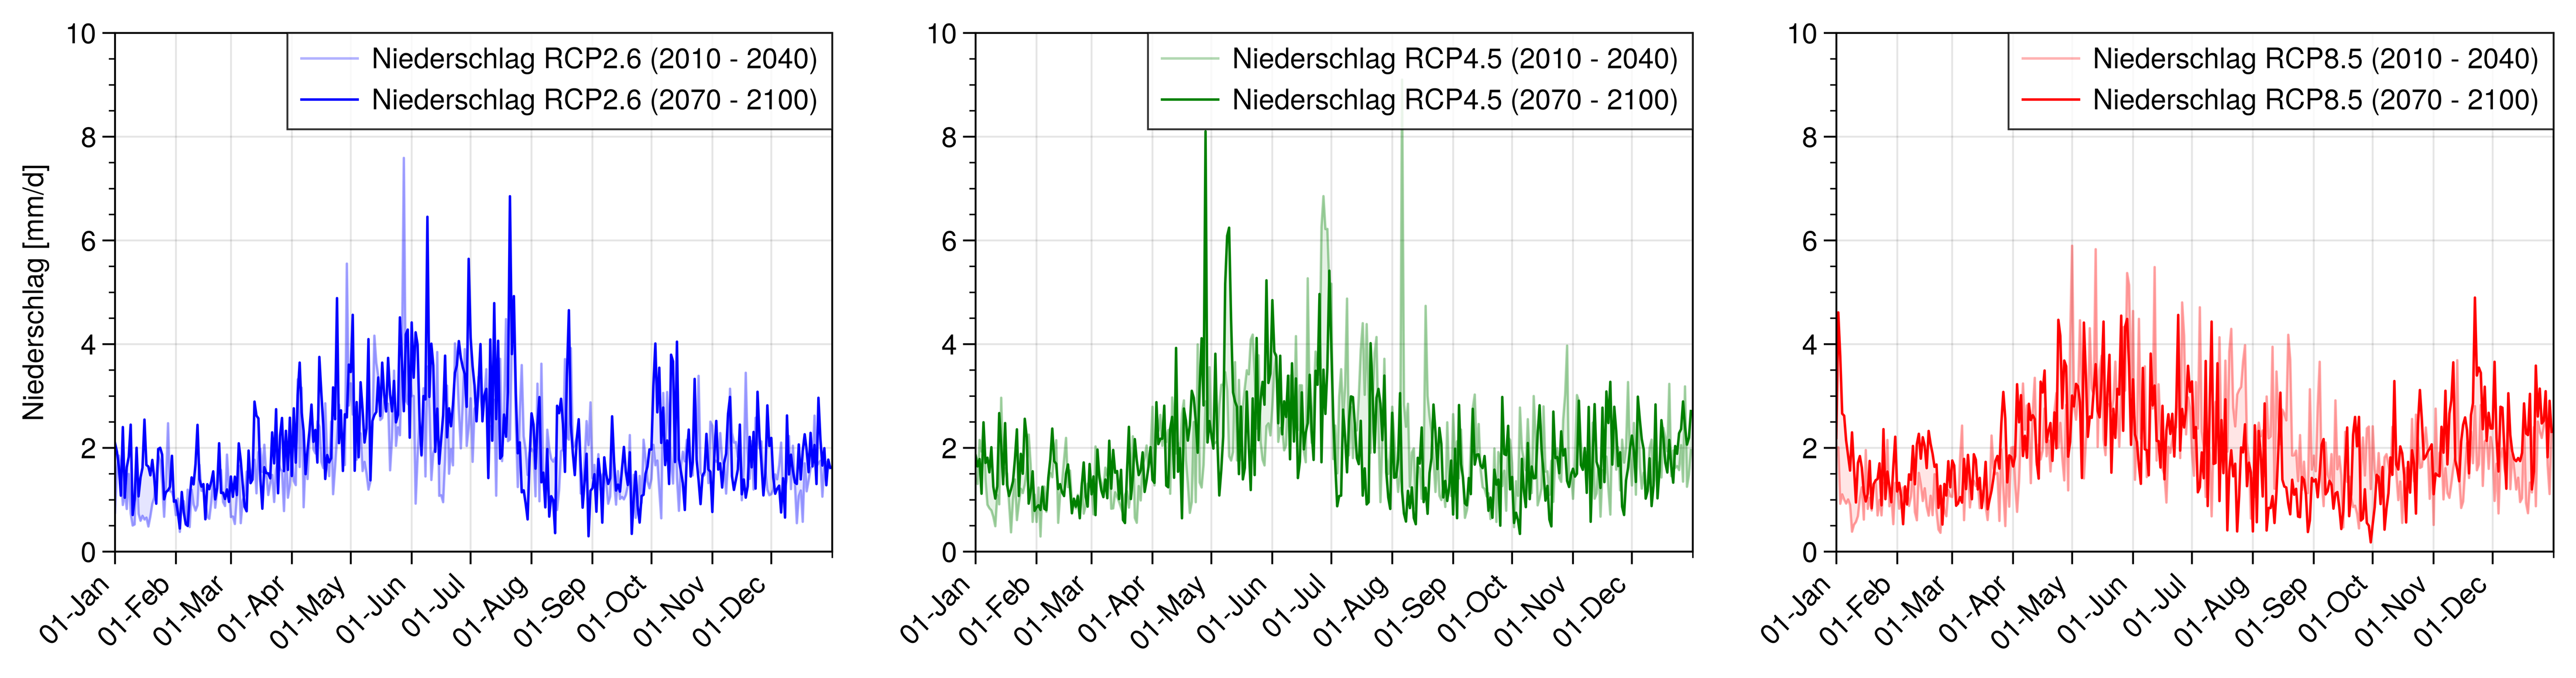 Niederschlag [mm/d]
10
8
6
4
2
0
Niederschlag RCP2.6 (2010 - 2040)
Niederschlag RCP2.6 (2070 - 2100)
01-Jan
01-Feb
01-Mar
01-Apr
01-May
01-Jun
01-Jul
01-Aug
01-Sep
01-Oct
01-Nov
01-Dec
10
8
6
4
2
0
Niederschlag RCP4.5 (2010 - 2040)
Niederschlag RCP4.5 (2070 - 2100)
01-Jan
01-Feb
01-Mar
01-Apr
01-May
01-Jun
01-Jul
01-Aug
01-Sep
01-Oct
01-Nov
01-Dec
10
8
6
4
2
0
Niederschlag RCP8.5 (2010 - 2040)
Niederschlag RCP8.5 (2070 - 2100)
01-Jan
01-Feb
01-Mar
01-Apr
01-May
01-Jun
01-Jul
01-Aug
01-Sep
01-Oct
01-Nov
01-Dec